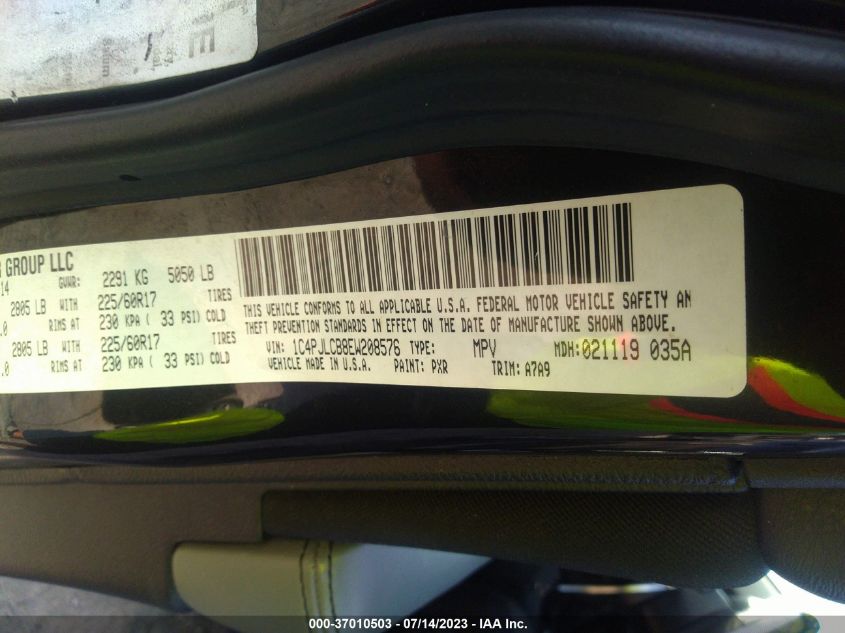 E
GROUP LLC
14 GVWR: 2291 KG 5050 LB
2805 LB WITH 225/60R17 TIRES
.0 RIMS AT 230 KPA ( 33 PSI) COLD
2805 LB WITH 225/60R17 TIRES
.0 RIMS AT 230 KPA ( 33 PSI) COLD
THIS VEHICLE CONFORMS TO ALL APPLICABLE U.S.A. FEDERAL MOTOR VEHICLE SAFETY AN
THEFT PREVENTION STANDARDS IN EFFECT ON THE DATE OF MANUFACTURE SHOWN ABOVE.
VIN: 1C4PJLCB8EW208576 TYPE: MPV MDH:021119 035A
VEHICLE MADE IN U.S.A. PAINT: PXR TRIM: A7A9
000-37010503 - 07/14/2023 - IAA Inc.